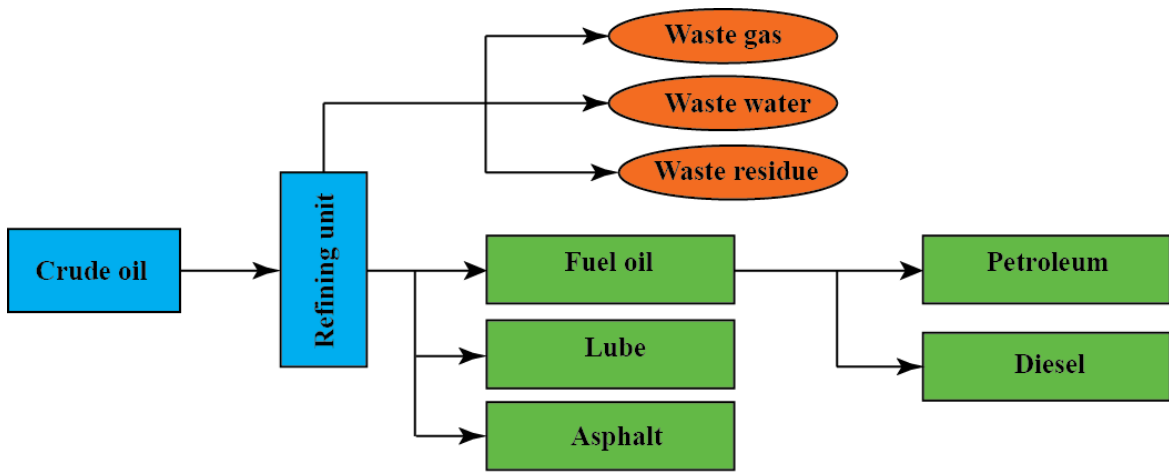 Waste gas
Waste water
Waste residue
Crude oil
Refining unit
Fuel oil
Petroleum
Lube
Diesel
Asphalt